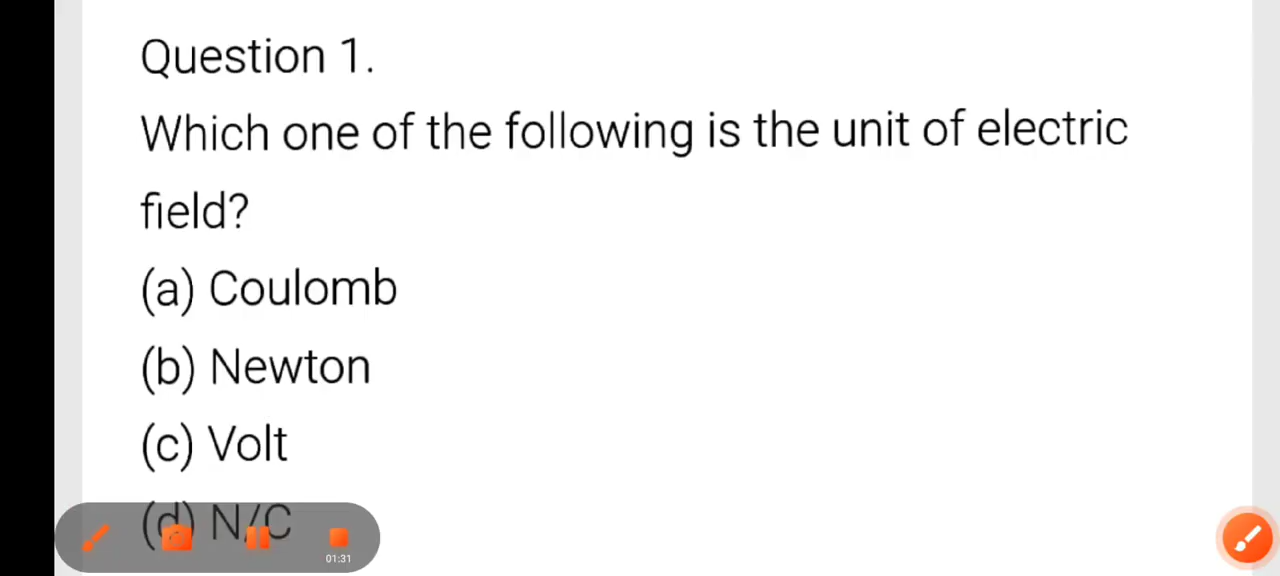 Question 1.
Which one of the following is the unit of electric
field?
(a) Coulomb
(b) Newton
(c) Volt
(d) N/C
01:31